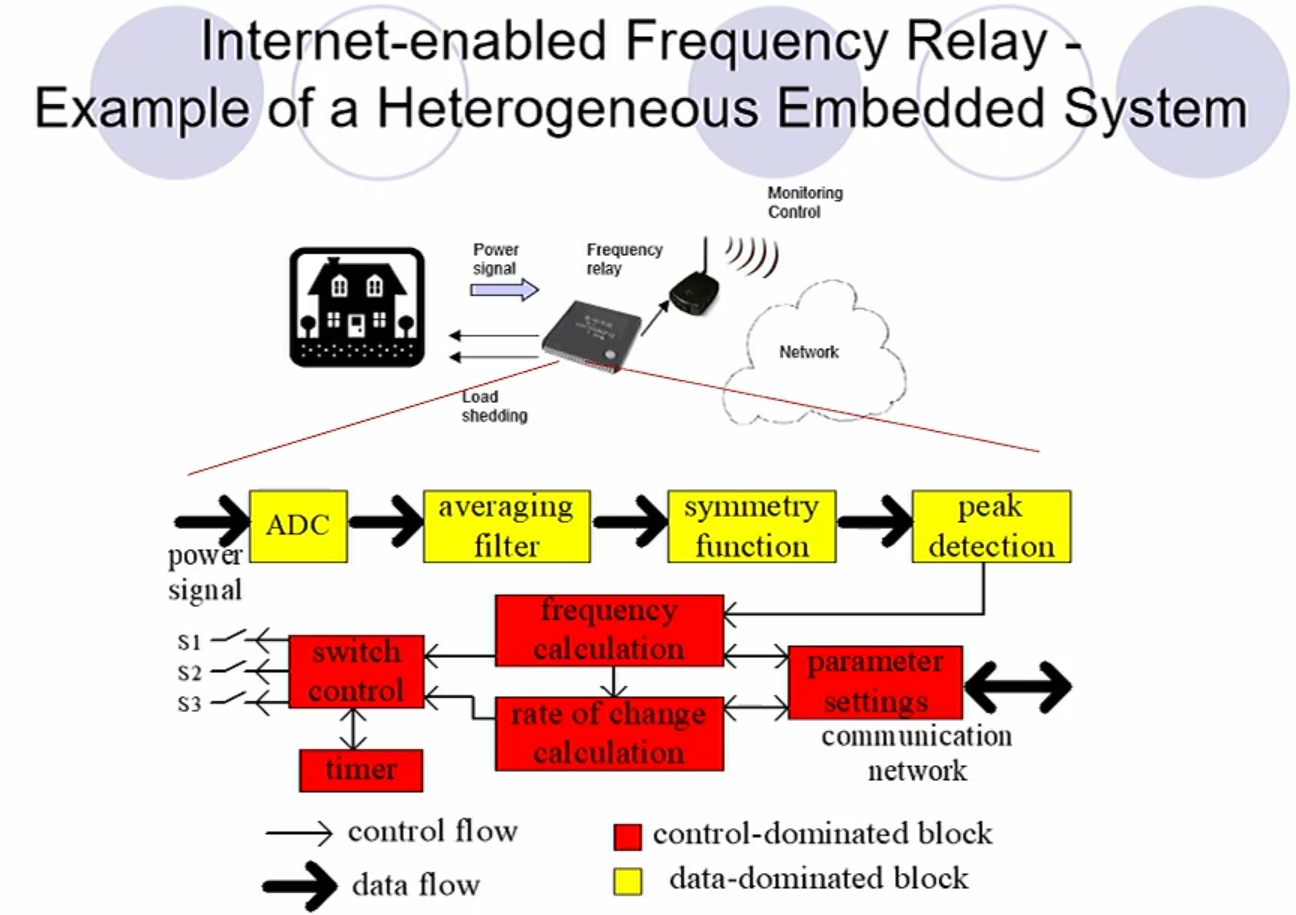 Internet-enabled Frequency Relay -
Example of a Heterogeneous Embedded System
Monitoring
Control
Power
signal
Frequency
relay
Network
Load
shedding
ADC
averaging
filter
symmetry
function
peak
detection
power
signal
frequency
calculation
S1
S2
S3
switch
control
parameter
settings
rate of change
calculation
communication
network
timer
control flow
control-dominated block
data flow
data-dominated block